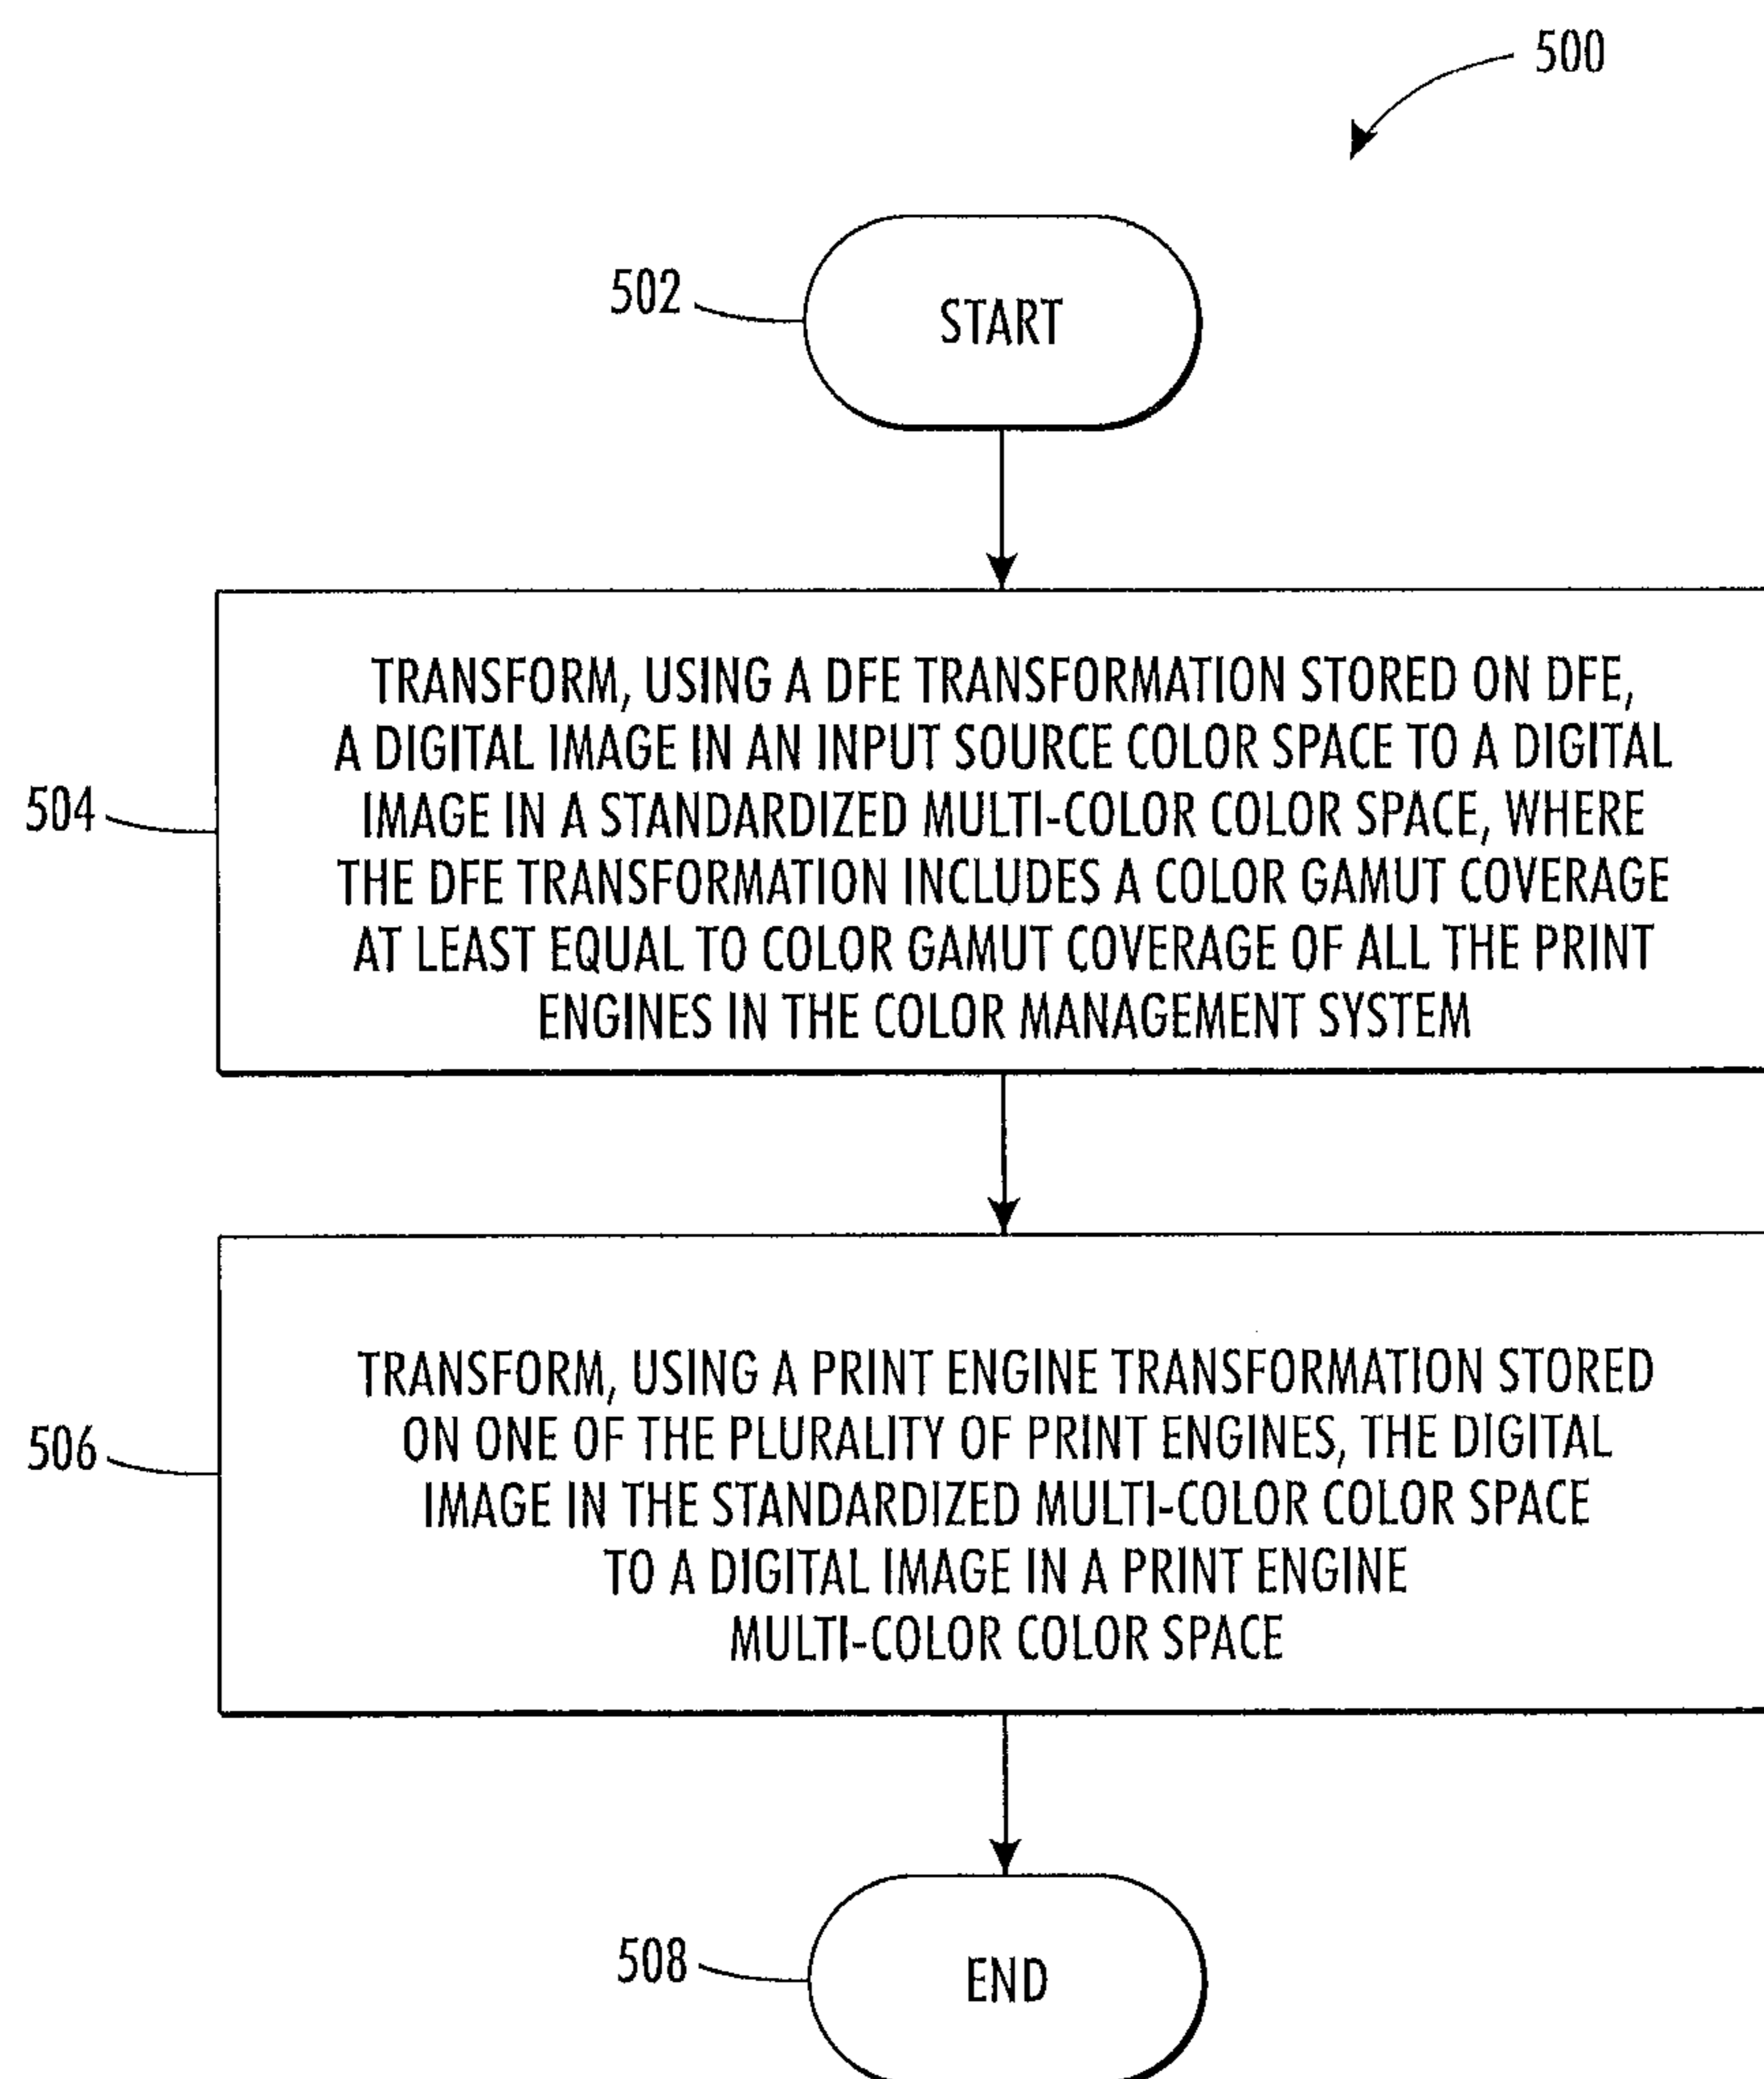 500
502
START
504
TRANSFORM, USING A DFE TRANSFORMATION STORED ON DFE,
A DIGITAL IMAGE IN AN INPUT SOURCE COLOR SPACE TO A DIGITAL
IMAGE IN A STANDARDIZED MULTI-COLOR COLOR SPACE, WHERE
THE DFE TRANSFORMATION INCLUDES A COLOR GAMUT COVERAGE
AT LEAST EQUAL TO COLOR GAMUT COVERAGE OF ALL THE PRINT
ENGINES IN THE COLOR MANAGEMENT SYSTEM
506
TRANSFORM, USING A PRINT ENGINE TRANSFORMATION STORED
ON ONE OF THE PLURALITY OF PRINT ENGINES, THE DIGITAL
IMAGE IN THE STANDARDIZED MULTI-COLOR COLOR SPACE
TO A DIGITAL IMAGE IN A PRINT ENGINE
MULTI-COLOR COLOR SPACE
508
END